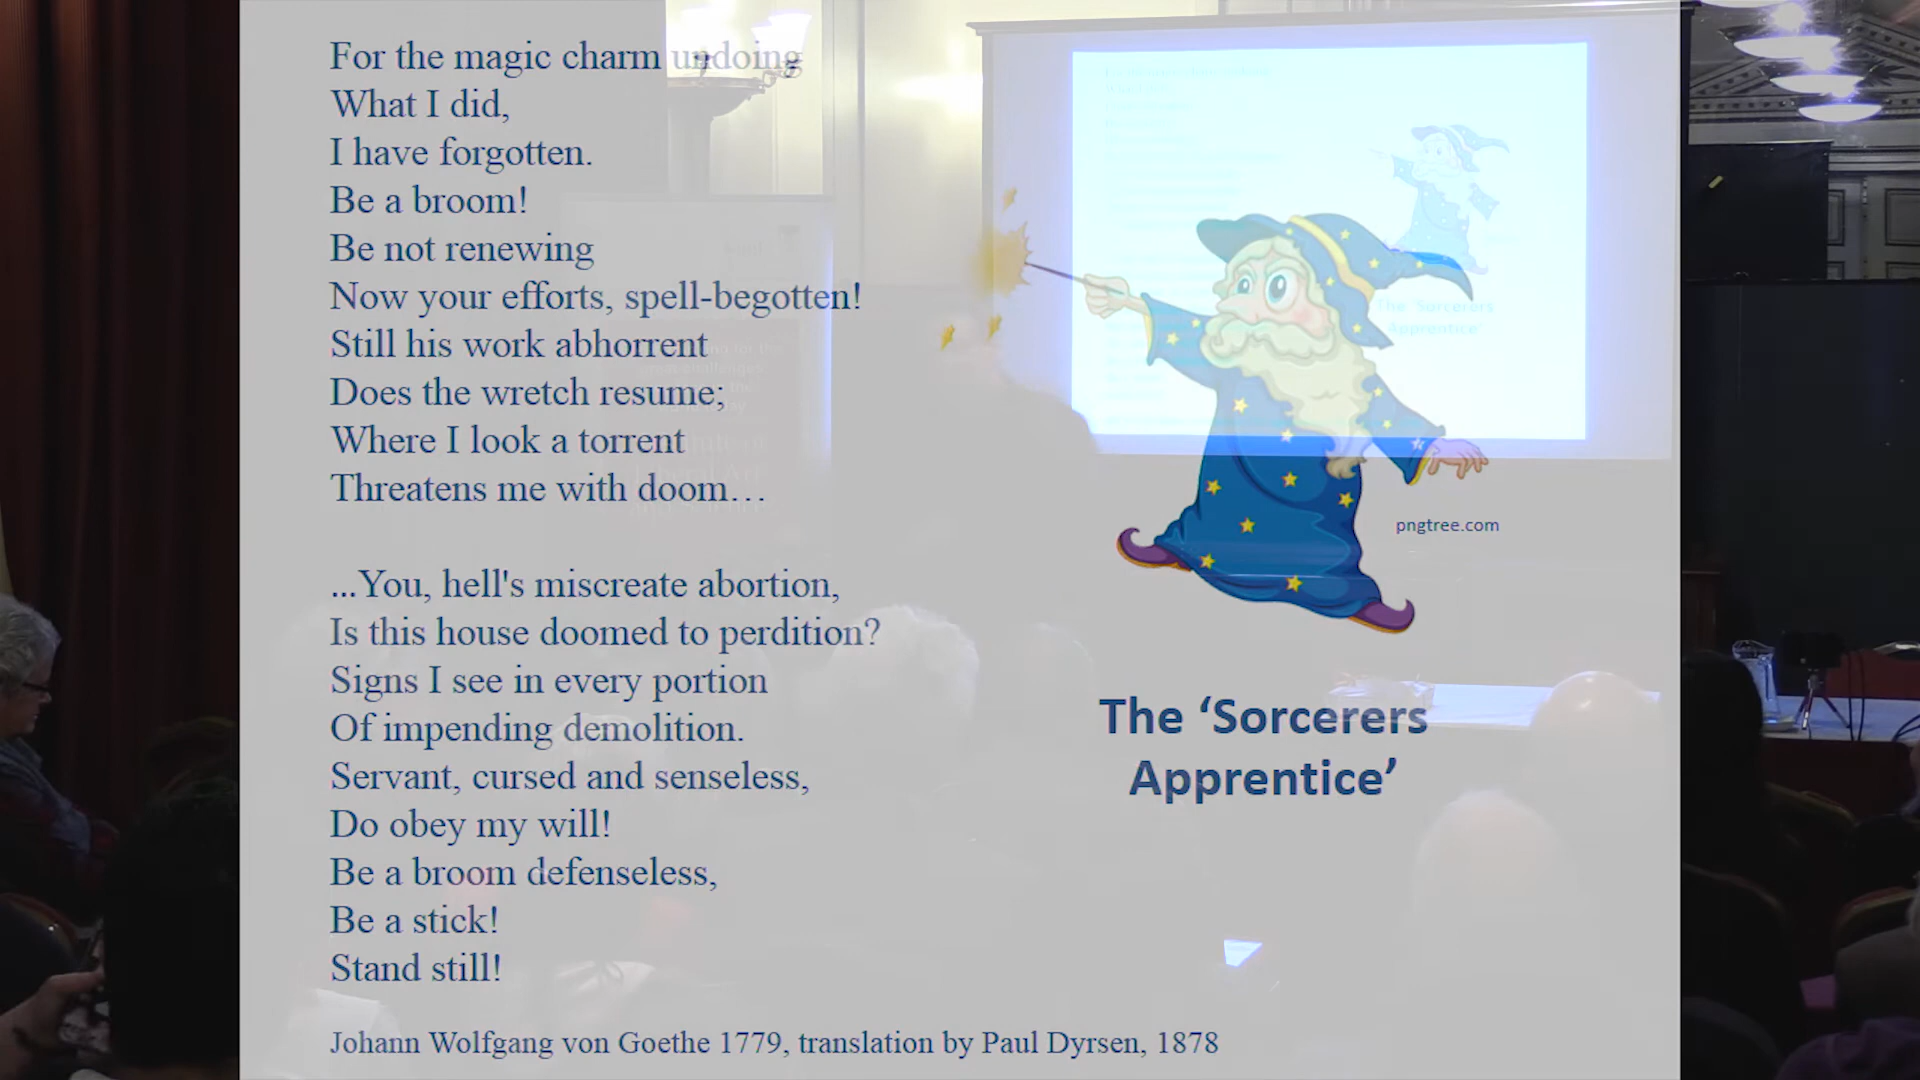 For the magic charm undoing
What I did,
I have forgotten.
Be a broom!
Be not renewing
Now your efforts, spell-begotten!
Still his work abhorrent
Does the wretch resume;
Where I look a torrent
Threatens me with doom…
...You, hell's miscreate abortion,
Is this house doomed to perdition?
Signs I see in every portion
Of impending demolition.
Servant, cursed and senseless,
Do obey my will!
Be a broom defenseless,
Be a stick!
Stand still!
Johann Wolfgang von Goethe 1779, translation by Paul Dyrsen, 1878
The 'Sorcerers
Apprentice'
pngtree.com
The 'Sorcerers
Apprentice'